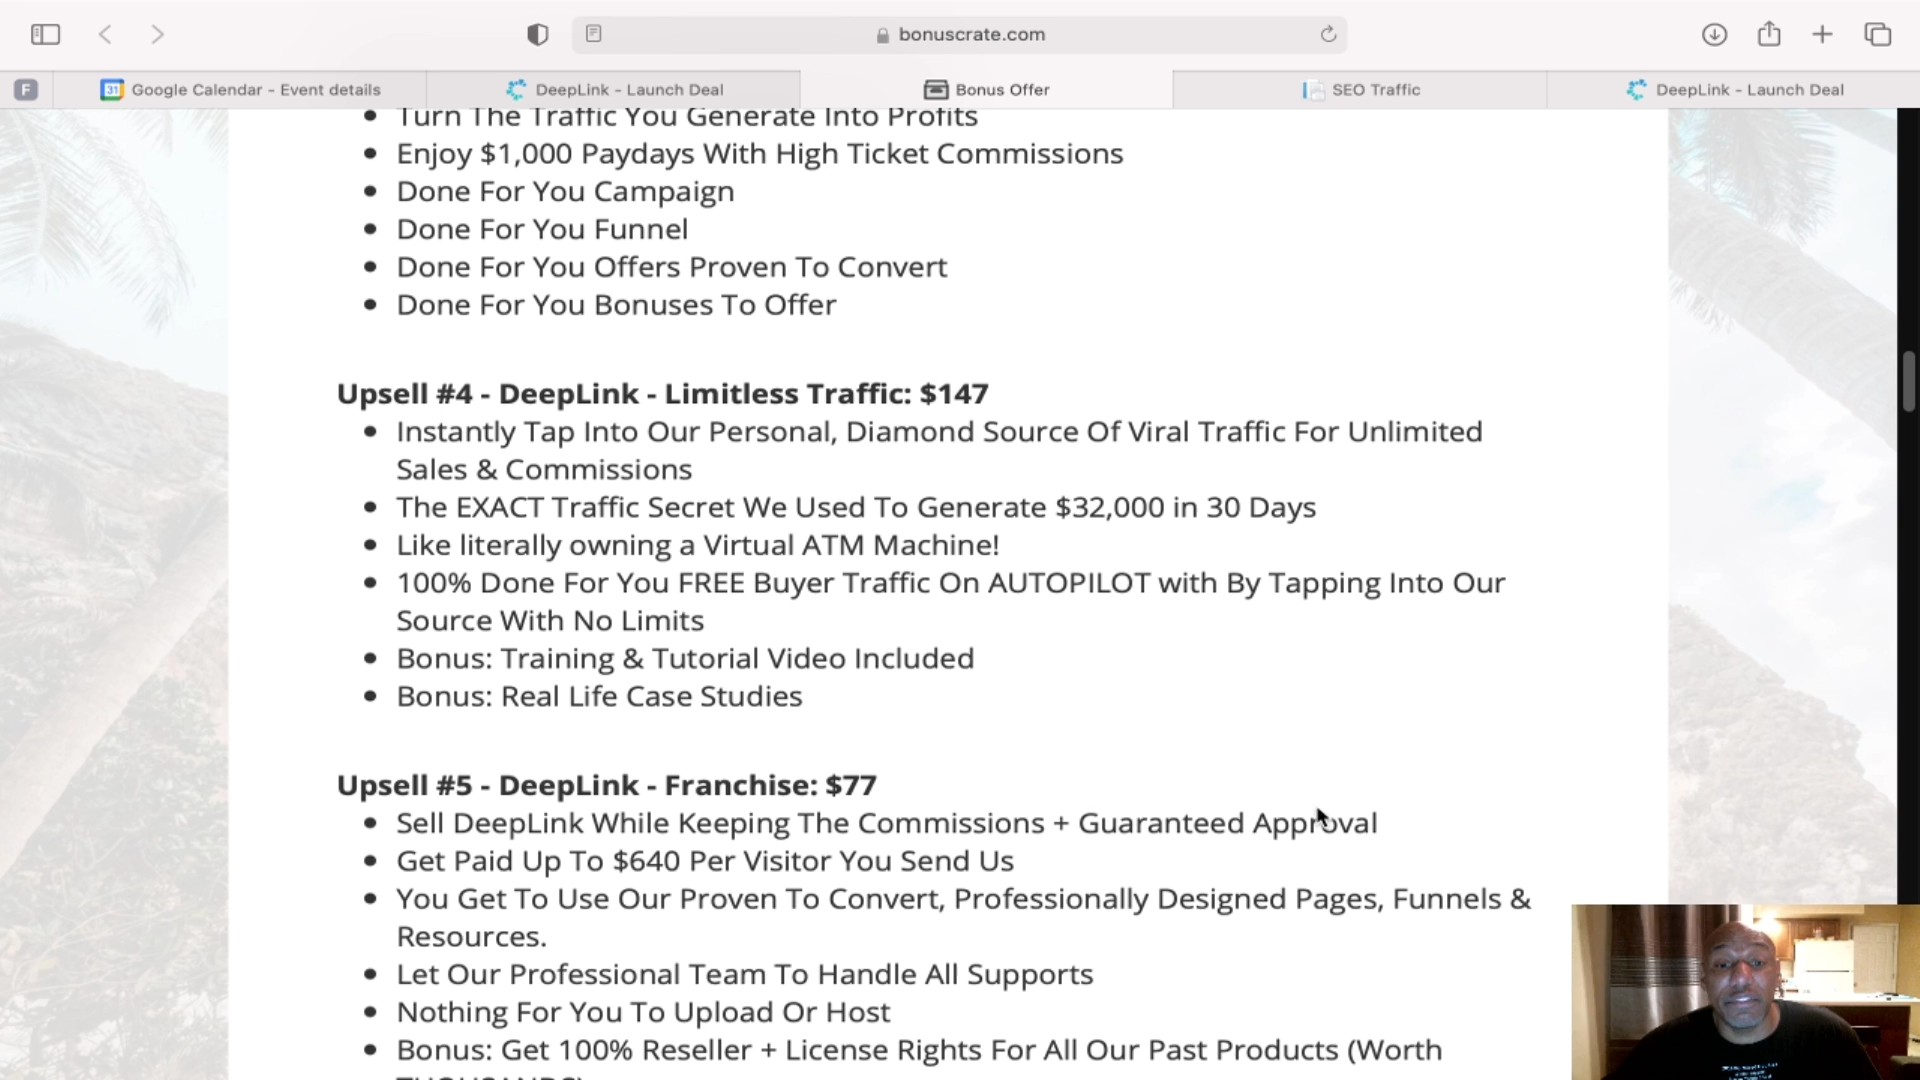 bonuscrate.com
F
31
Google Calendar - Event details
DeepLink - Launch Deal
Bonus Offer
SEO Traffic
DeepLink - Launch Deal
• Turn The Traffic You Generate Into Profits
• Enjoy $1,000 Paydays With High Ticket Commissions
• Done For You Campaign
• Done For You Funnel
• Done For You Offers Proven To Convert
• Done For You Bonuses To Offer
Upsell #4 - DeepLink - Limitless Traffic: $147
• Instantly Tap Into Our Personal, Diamond Source Of Viral Traffic For Unlimited
Sales & Commissions
• The EXACT Traffic Secret We Used To Generate $32,000 in 30 Days
• Like literally owning a Virtual ATM Machine!
• 100% Done For You FREE Buyer Traffic On AUTOPILOT with By Tapping Into Our
Source With No Limits
• Bonus: Training & Tutorial Video Included
• Bonus: Real Life Case Studies
Upsell #5 - DeepLink - Franchise: $77
• Sell DeepLink While Keeping The Commissions + Guaranteed Approval
• Get Paid Up To $640 Per Visitor You Send Us
• You Get To Use Our Proven To Convert, Professionally Designed Pages, Funnels &
Resources.
• Let Our Professional Team To Handle All Supports
• Nothing For You To Upload Or Host
• Bonus: Get 100% Reseller + License Rights For All Our Past Products (Worth